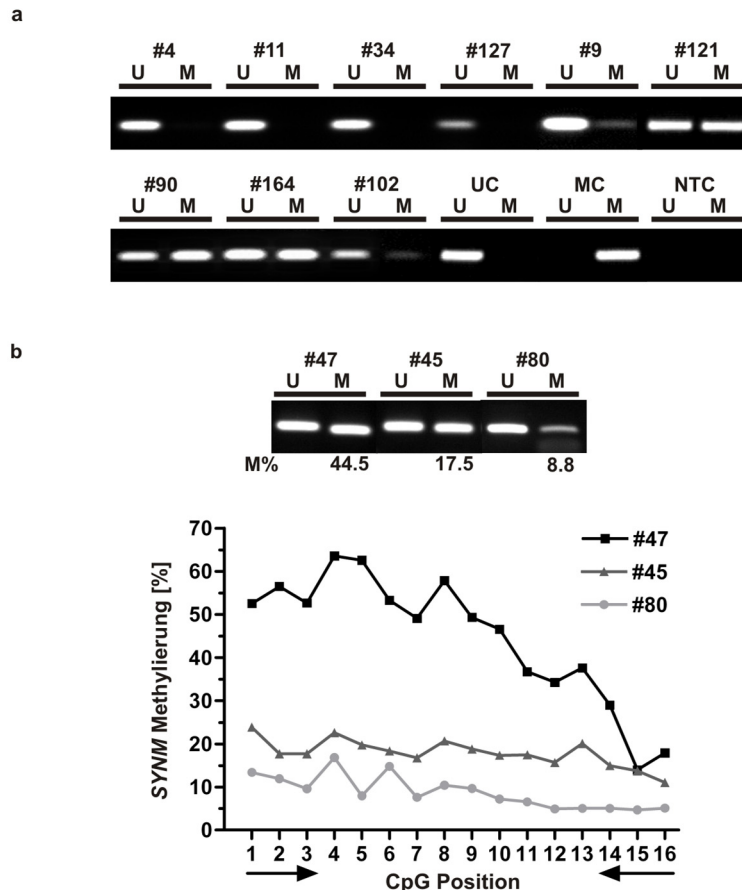 a
#4 #11 #34 #127 #9 #121
U M U M U M U M U M U M
#90 #164 #102 UC MC NTC
U M U M U M U M U M U M
b
#47 #45 #80
U M U M U M
M% 44.5 17.5 8.8
SYNM Methylierung [%]
70
60
50
40
30
20
10
0
#47
#45
#80
1 2 3 4 5 6 7 8 9 10 11 12 13 14 15 16
CpG Position